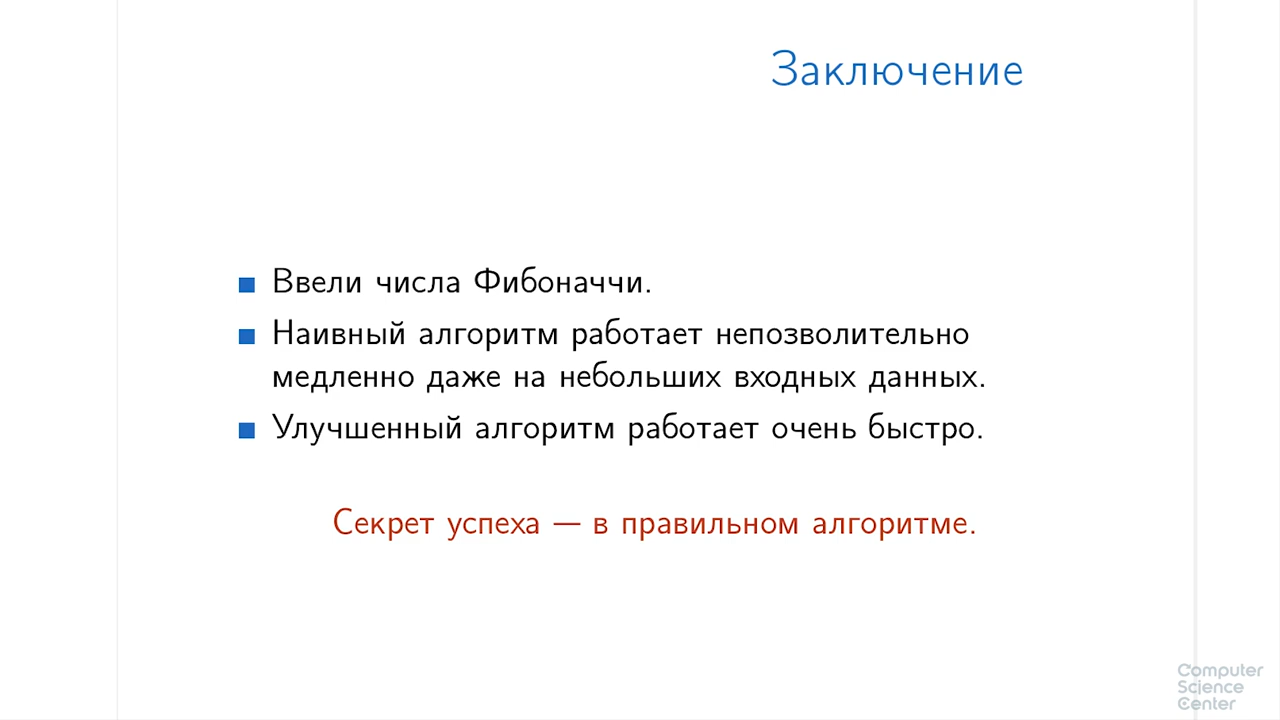 Заключение
Ввели числа Фибоначчи.
Наивный алгоритм работает непозволительно
медленно даже на небольших входных данных.
Улучшенный алгоритм работает очень быстро.
Секрет успеха — в правильном алгоритме.
Computer
Science
Center